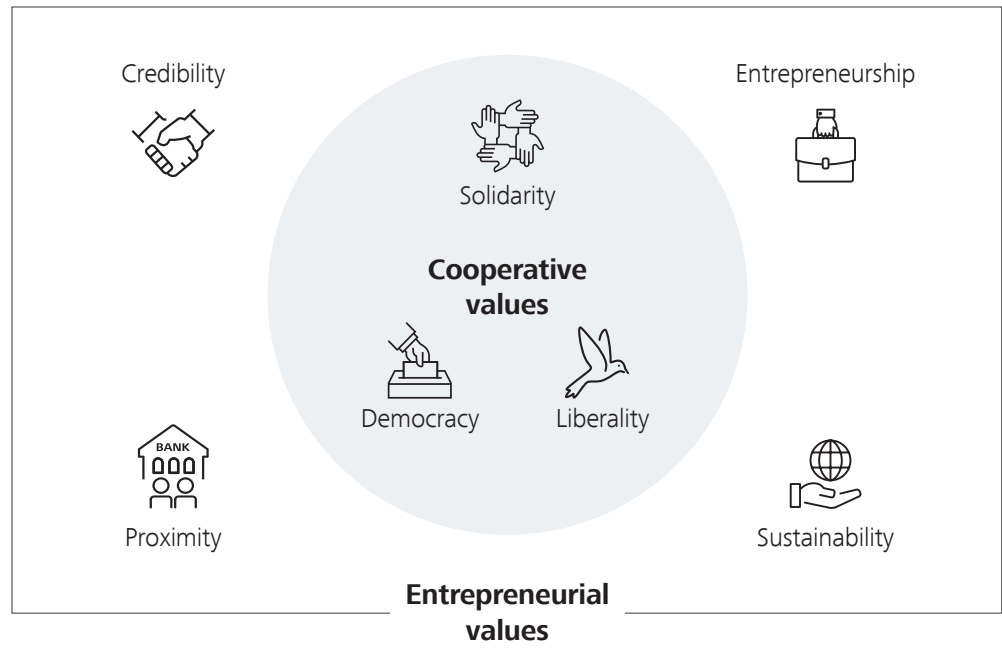 Credibility
Entrepreneurship
Solidarity
Cooperative
values
Democracy
Liberality
BANK
Proximity
Sustainability
Entrepreneurial
values